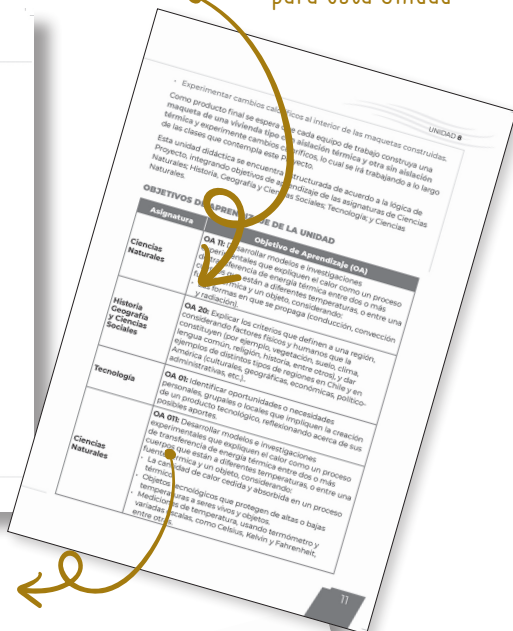 para esta Unidad
UNIDAD 8
• Experimentar cambios caloríficos al interior de las maquetas construidas.
Como producto final se espera que cada equipo de trabajo construya una
maqueta de una vivienda tipo con aislación térmica y otra sin aislación
térmica y experimente cambios caloríficos, lo cual se irá trabajando a lo largo
de las clases que contempla este proyecto.
Esta unidad didáctica se encuentra estructurada de acuerdo a la lógica de
Proyecto, integrando objetivos de aprendizaje de las asignaturas de Ciencias
Naturales; Historia, Geografía y Ciencias Sociales; Tecnología; y Ciencias
Naturales.
OBJETIVOS DE APRENDIZAJE DE LA UNIDAD
Asignatura
Objetivo de Aprendizaje (OA)
Ciencias
Naturales
OA 11: Desarrollar modelos e investigaciones
experimentales que expliquen el calor como un proceso
de transferencia de energía térmica entre dos o más
cuerpos que están a diferentes temperaturas, o entre una
fuente térmica y un objeto, considerando:
formas en que se propaga (conducción, convección
y radiación).
Historia
Geografía
y Ciencias
Sociales
OA 20: Explicar los criterios que definen a una región,
considerando factores físicos y humanos que la
constituyen (por ejemplo, vegetación, suelo, clima,
lengua común, religión, historia, entre otros), y dar
ejemplos de distintos tipos de regiones en Chile y en
América (culturales, geográficas, económicas, político-
administrativas, etc.).
Tecnología
OA 01: Identificar oportunidades o necesidades
personales, grupales o locales que impliquen la creación
de un producto tecnológico, reflexionando acerca de sus
posibles aportes.
Ciencias
Naturales
OA 011: Desarrollar modelos e investigaciones
experimentales que expliquen el calor como un proceso
de transferencia de energía térmica entre dos o más
cuerpos que están a diferentes temperaturas, o entre una
fuente térmica y un objeto, considerando:
• La cantidad de calor cedida y absorbida en un proceso
térmico.
• Objetos tecnológicos que protegen de altas o bajas
temperaturas a seres vivos y objetos.
• Mediciones de temperatura, usando termómetro y
variadas escalas, como Celsius, Kelvin y Fahrenheit,
entre otras.
11